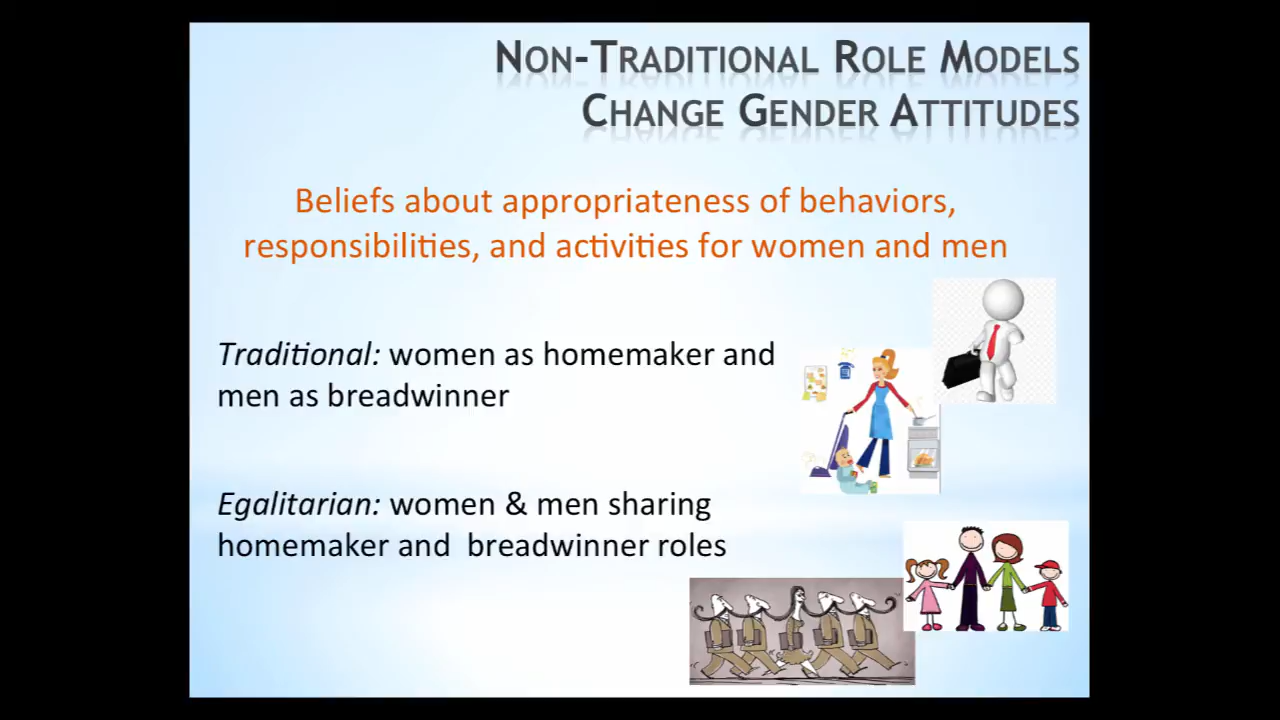 Non-Traditional Role Models
Change Gender Attitudes
Beliefs about appropriateness of behaviors,
responsibilities, and activities for women and men
Traditional: women as homemaker and
men as breadwinner
Egalitarian: women & men sharing
homemaker and  breadwinner roles